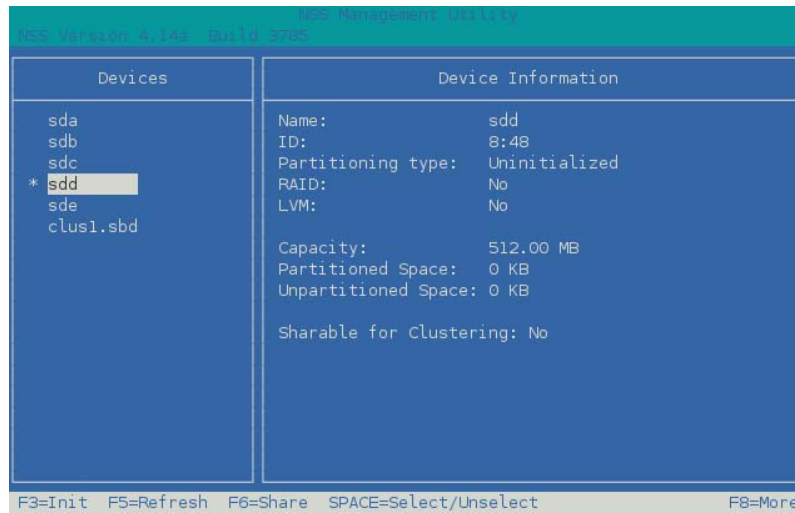 NSS Management Utility
NSS Version 4.14a Build 3785
Devices
sda
sdb
sdc
* sdd
sde
clus1.sbd
Device Information
Name: sdd
ID: 8:48
Partitioning type: Uninitialized
RAID: No
LVM: No
Capacity: 512.00 MB
Partitioned Space: 0 KB
Unpartitioned Space: 0 KB
Sharable for Clustering: No
F3=Init F5=Refresh F6=Share SPACE=Select/Unselect F8=More